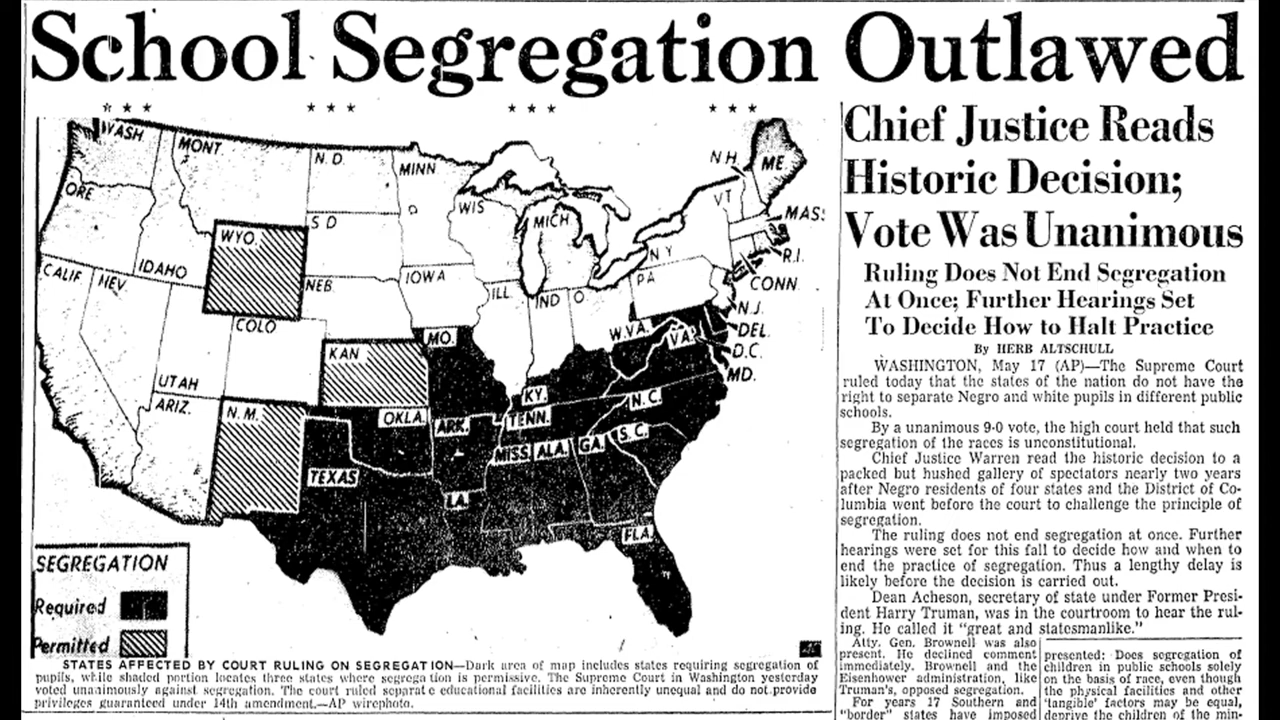 School Segregation Outlawed
★ ★ ★ ★ ★ ★ ★ ★ ★ ★ ★ ★
WASH.
MONT.
N. D.
MINN
ORE
S D
WIS
MICH
N H
ME.
VT
MASS
N Y
R.I.
CONN
WYO.
IDAHO
CALIF
NEV.
NEB
IOWA
ILL
IND
O.
PA
N.J.
DEL.
D.C.
MD.
W.VA.
VA.
COLO
UTAH
KAN
MO.
KY.
ARIZ.
N. M.
OKLA.
ARK.
TENN.
N.C.
S.C.
MISS.
ALA.
GA.
TEXAS
LA.
FLA.
SEGREGATION
Required
Permitted
STATES AFFECTED BY COURT RULING ON SEGREGATION—Dark area of map includes states requiring segregation of
pupils, while shaded portion locates three states where segregation is permissive. The Supreme Court in Washington yesterday
voted unanimously against segregation. The court ruled separate educational facilities are inherently unequal and do not provide
privileges guaranteed under 14th amendment.—AP wirephoto.
Chief Justice Reads
Historic Decision;
Vote Was Unanimous
Ruling Does Not End Segregation
At Once; Further Hearings Set
To Decide How to Halt Practice
By HERB ALTSCHULL
WASHINGTON, May 17 (AP)—The Supreme Court
ruled today that the states of the nation do not have the
right to separate Negro and white pupils in different public
schools.
By a unanimous 9-0 vote, the high court held that such
segregation of the races is unconstitutional.
Chief Justice Warren read the historic decision to a
packed but hushed gallery of spectators nearly two years
after Negro residents of four states and the District of Co-
lumbia went before the court to challenge the principle of
segregation.
The ruling does not end segregation at once. Further
hearings were set for this fall to decide how and when to
end the practice of segregation. Thus a lengthy delay is
likely before the decision is carried out.
Dean Acheson, secretary of state under Former Presi-
dent Harry Truman, was in the courtroom to hear the rul-
ing. He called it "great and statesmanlike."
Atty. Gen. Brownell was also
present. He declined comment
immediately. Brownell and the
Eisenhower administration, like
Truman's, opposed segregation.
For years 17 Southern and
"border" states have imposed
presented: Does segregation of
children in public schools solely
on the basis of race, even though
the physical facilities and other
'tangible' factors may be equal,
deprive the children of the min-